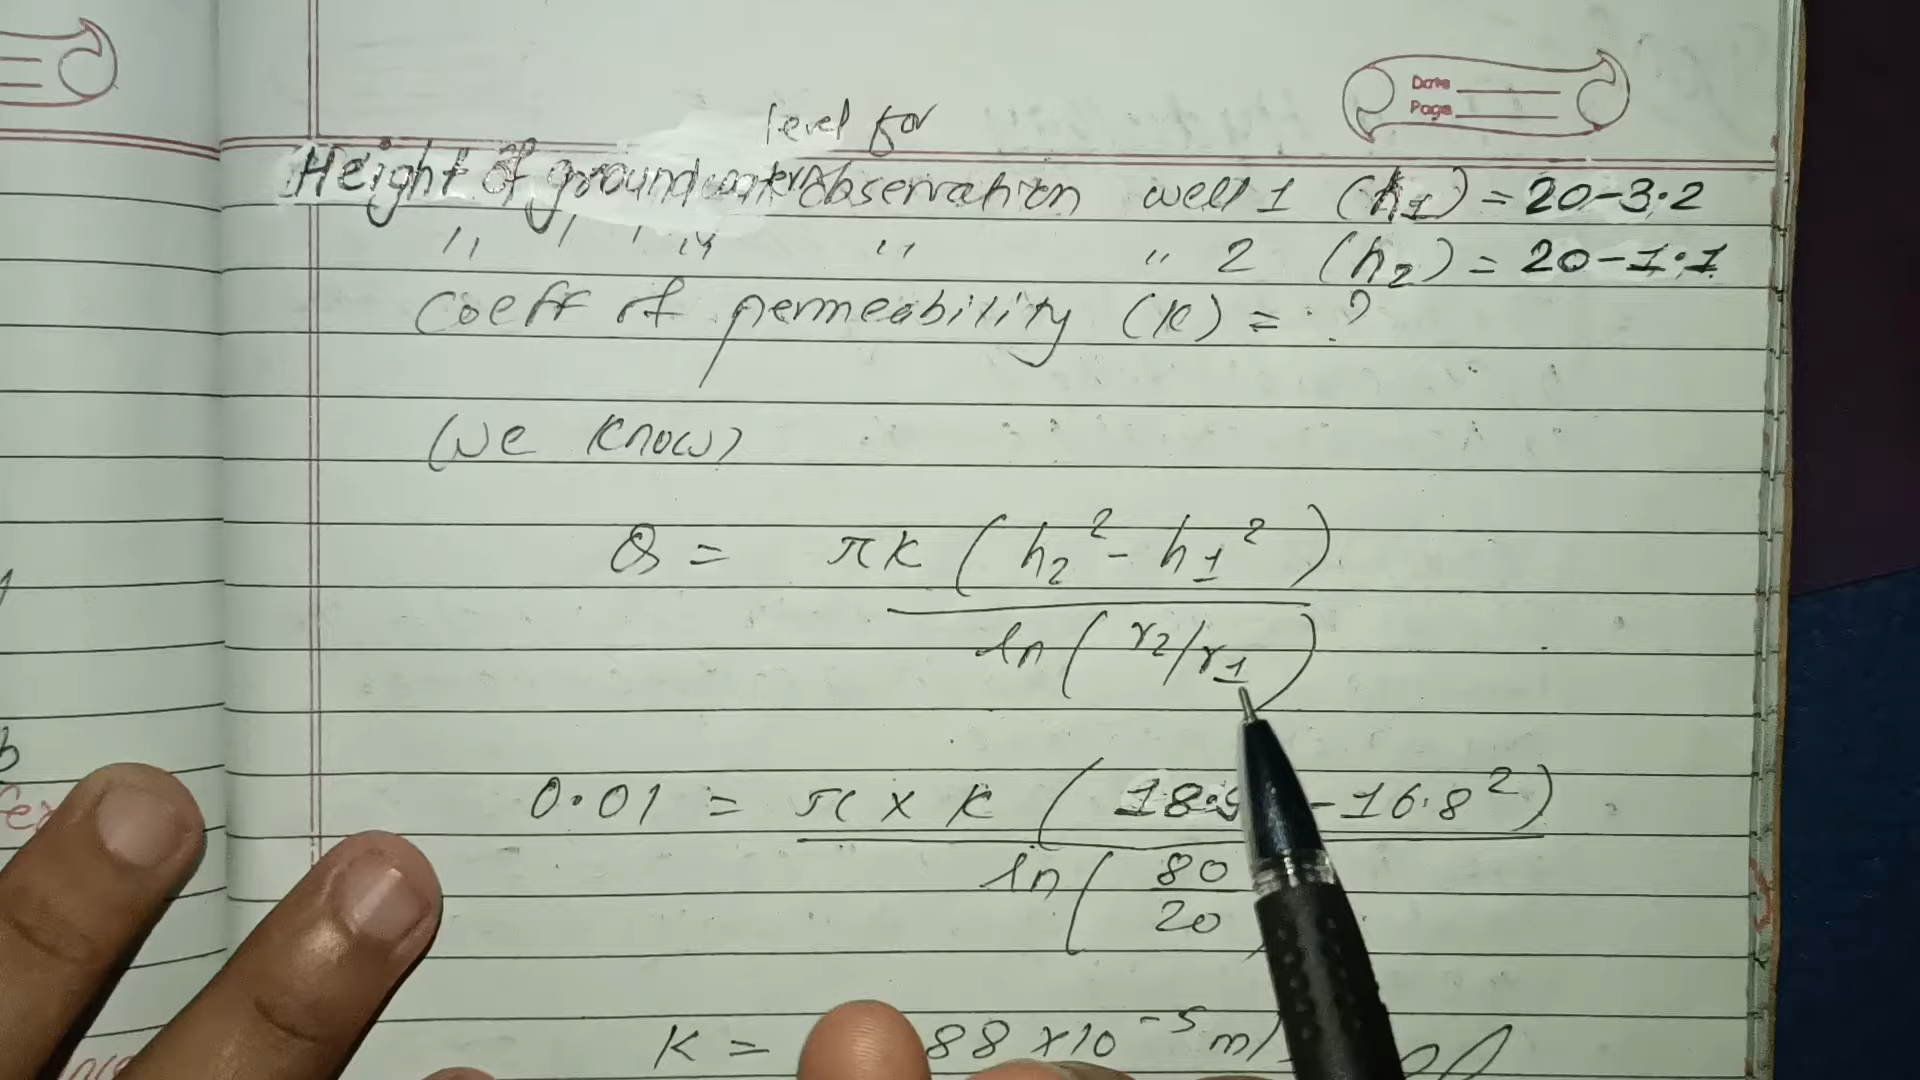 Date
Page
level for
Height of groundwater observation well 1 (h1) = 20-3.2
,, ,, ,, ,, ,, ,, 2 (h2) = 20-1.1
Coeff of permeability (k) = ?
We know
Q = πk (h2² - h1²)
ln (r2/r1)
0.01 = π x k (18. - 16.8²)
ln (80
20
K = 88 x10⁻⁵ m/